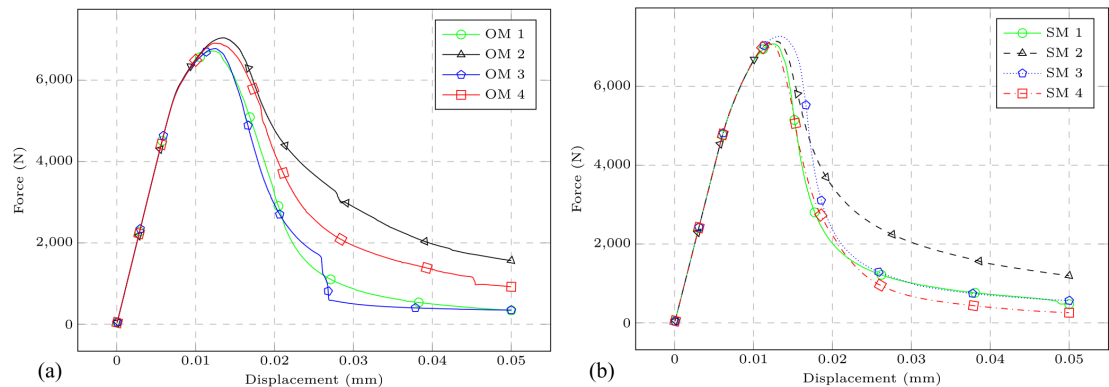 OM 1
OM 2
OM 3
OM 4
6,000
4,000
2,000
0
Force (N)
0
0.01
0.02
0.03
0.04
0.05
Displacement (mm)
(a)
SM 1
SM 2
SM 3
SM 4
6,000
4,000
2,000
0
Force (N)
0
0.01
0.02
0.03
0.04
0.05
Displacement (mm)
(b)